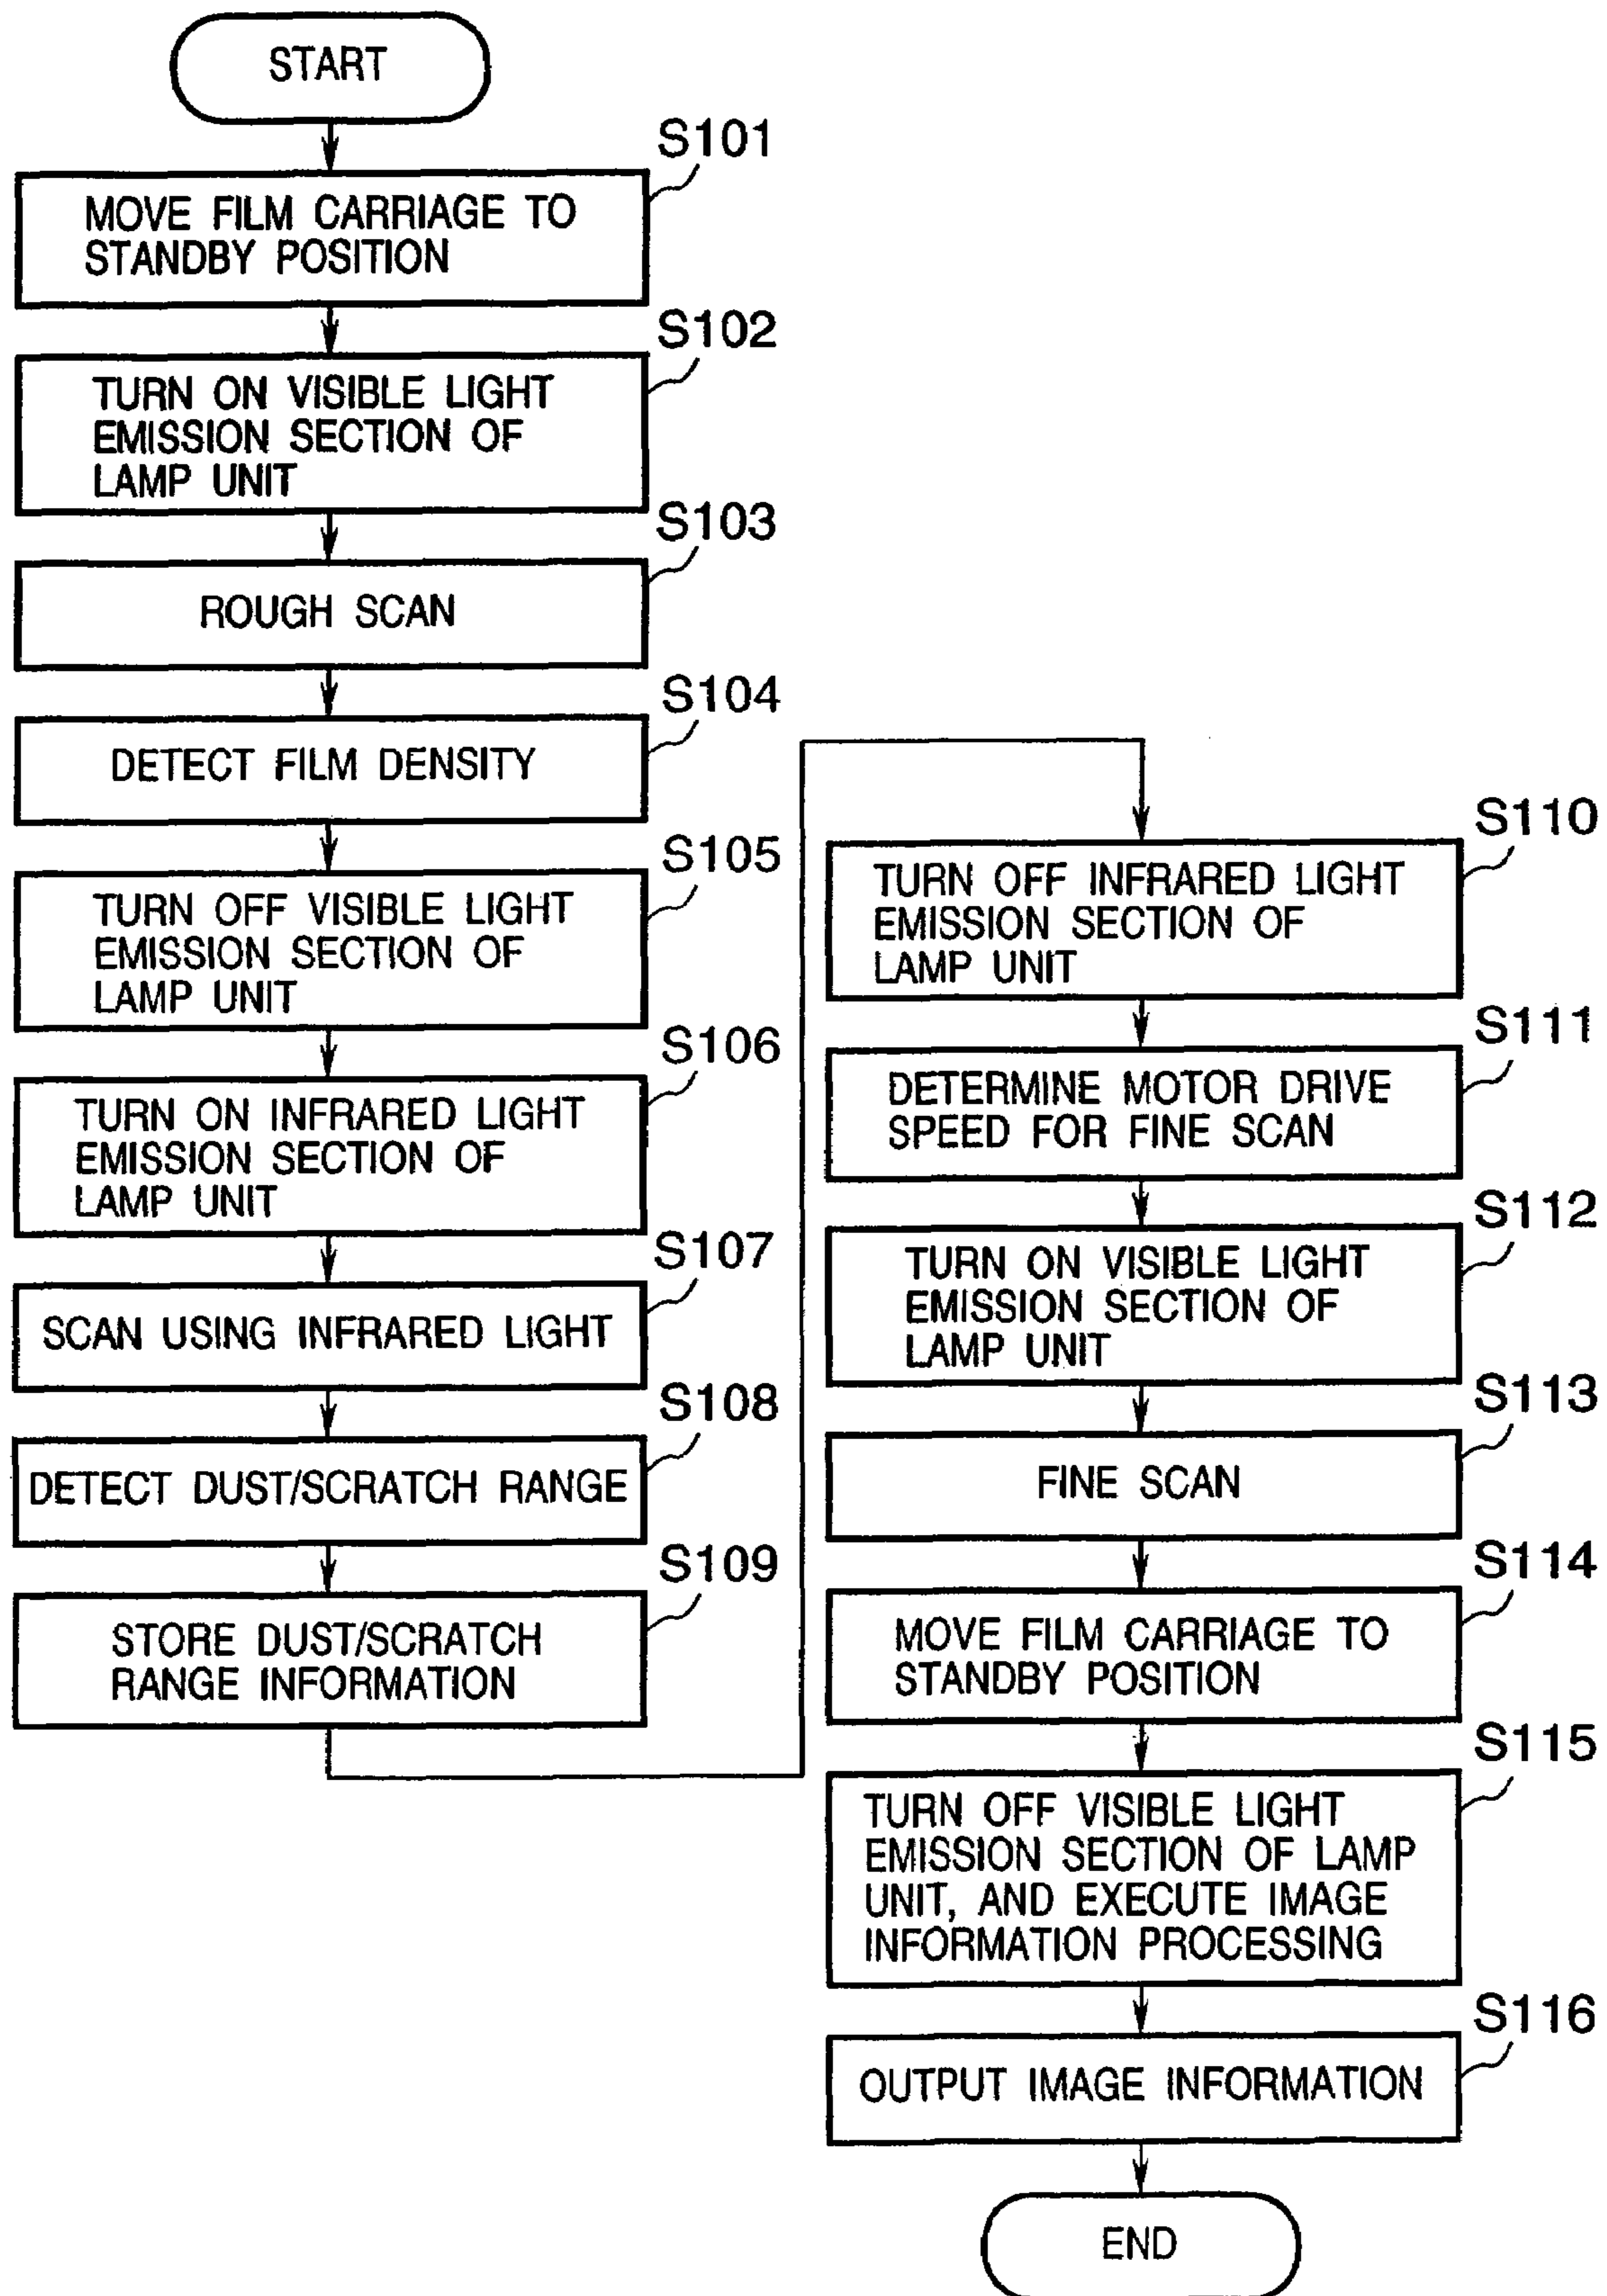 START
S101
MOVE FILM CARRIAGE TO
STANDBY POSITION
S102
TURN ON VISIBLE LIGHT
EMISSION SECTION OF
LAMP UNIT
S103
ROUGH SCAN
S104
DETECT FILM DENSITY
S105
TURN OFF VISIBLE LIGHT
EMISSION SECTION OF
LAMP UNIT
S106
TURN ON INFRARED LIGHT
EMISSION SECTION OF
LAMP UNIT
S107
SCAN USING INFRARED LIGHT
S108
DETECT DUST/SCRATCH RANGE
S109
STORE DUST/SCRATCH
RANGE INFORMATION
S110
TURN OFF INFRARED LIGHT
EMISSION SECTION OF
LAMP UNIT
S111
DETERMINE MOTOR DRIVE
SPEED FOR FINE SCAN
S112
TURN ON VISIBLE LIGHT
EMISSION SECTION OF
LAMP UNIT
S113
FINE SCAN
S114
MOVE FILM CARRIAGE TO
STANDBY POSITION
S115
TURN OFF VISIBLE LIGHT
EMISSION SECTION OF LAMP
UNIT, AND EXECUTE IMAGE
INFORMATION PROCESSING
S116
OUTPUT IMAGE INFORMATION
END